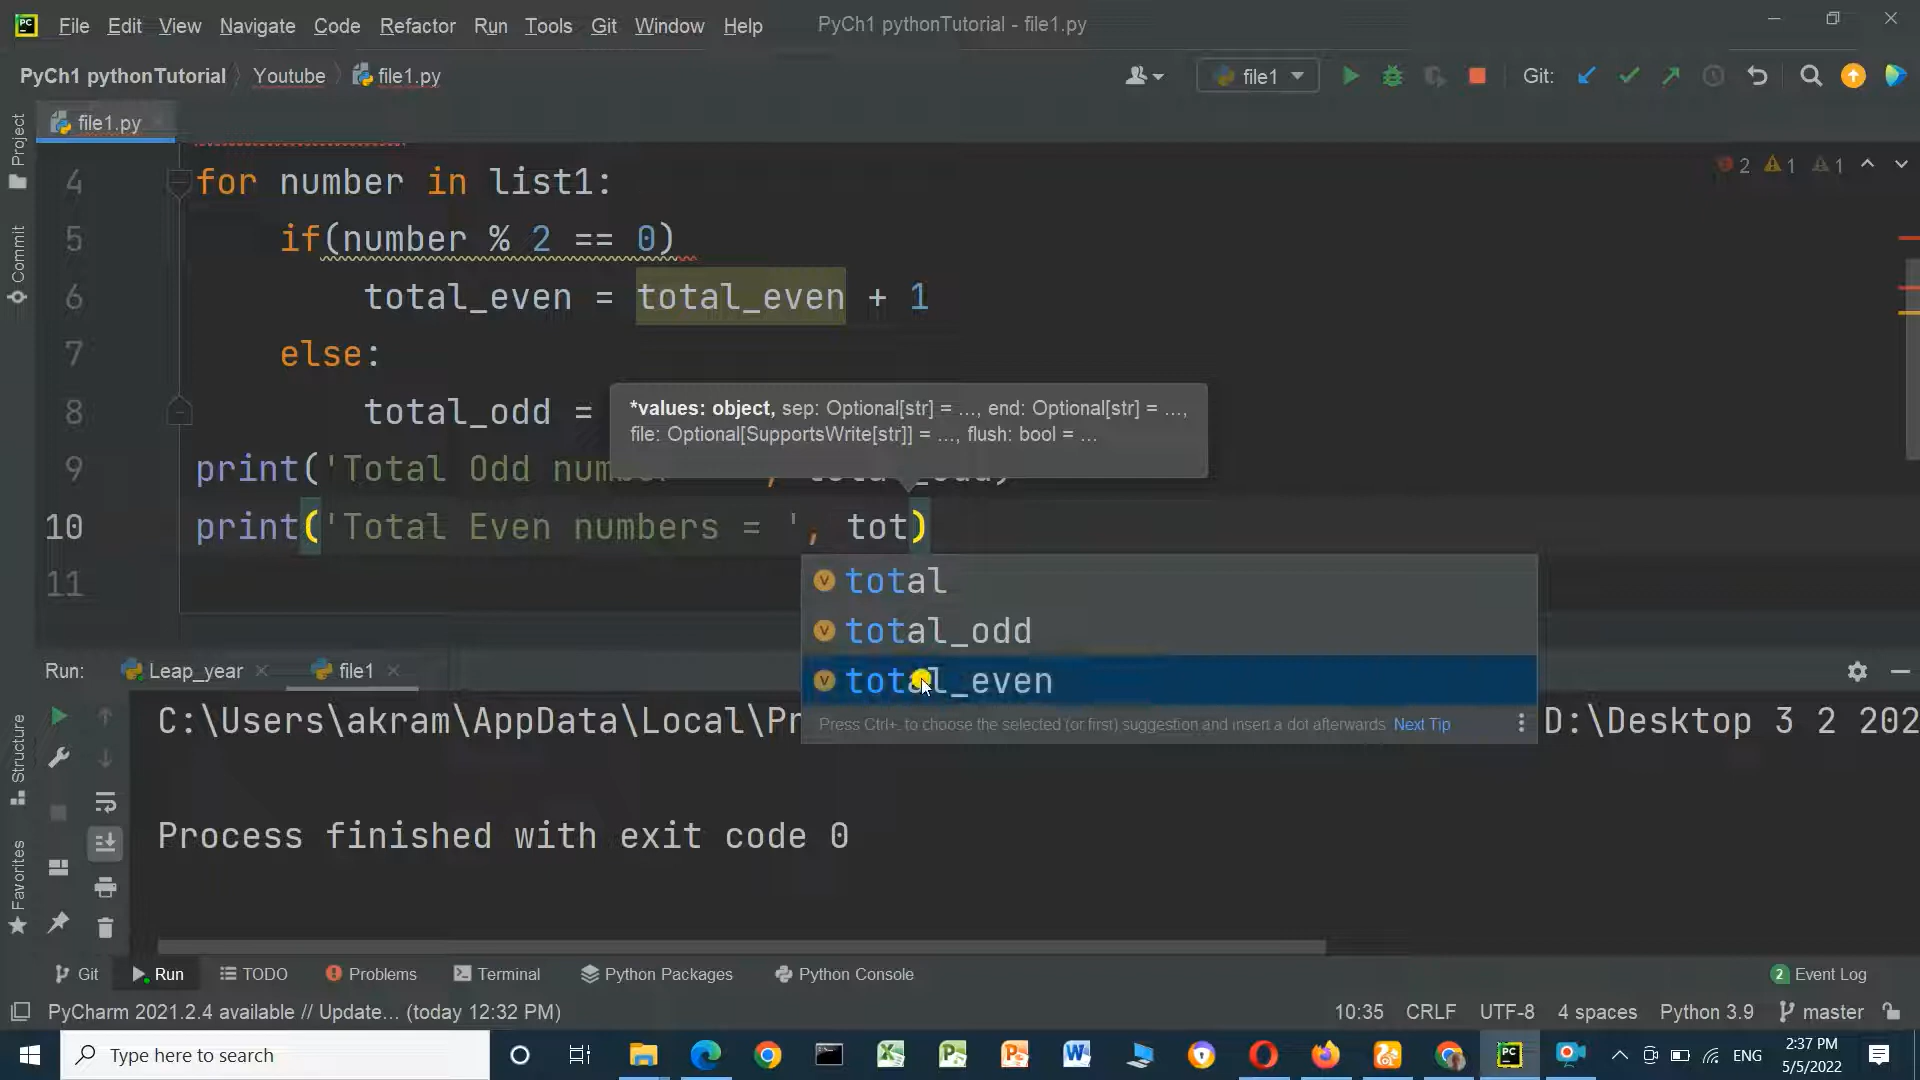 PC File Edit View Navigate Code Refactor Run Tools Git Window Help PyCh1 pythonTutorial - file1.py
PyCh1 pythonTutorial Youtube file1.py file1 Git:
file1.py
Project
Commit
Structure
Favorites
2 1 1
4 for number in list1:
5 if(number % 2 == 0)
6 total_even = total_even + 1
7 else:
8 total_odd =
*values: object, sep: Optional[str] = ..., end: Optional[str] = ...,
file: Optional[SupportsWrite[str]] = ..., flush: bool = ...
9 print('Total Odd num
10 print('Total Even numbers = ', tot)
11
total
total_odd
total_even
Press Ctrl+. to choose the selected (or first) suggestion and insert a dot afterwards Next Tip
Run: Leap_year file1
C:\Users\akram\AppData\Local\Pr D:\Desktop 3 2 202
Process finished with exit code 0
Git Run TODO Problems Terminal Python Packages Python Console 2 Event Log
PyCharm 2021.2.4 available // Update... (today 12:32 PM) 10:35 CRLF UTF-8 4 spaces Python 3.9 master
Type here to search ENG 2:37 PM
5/5/2022